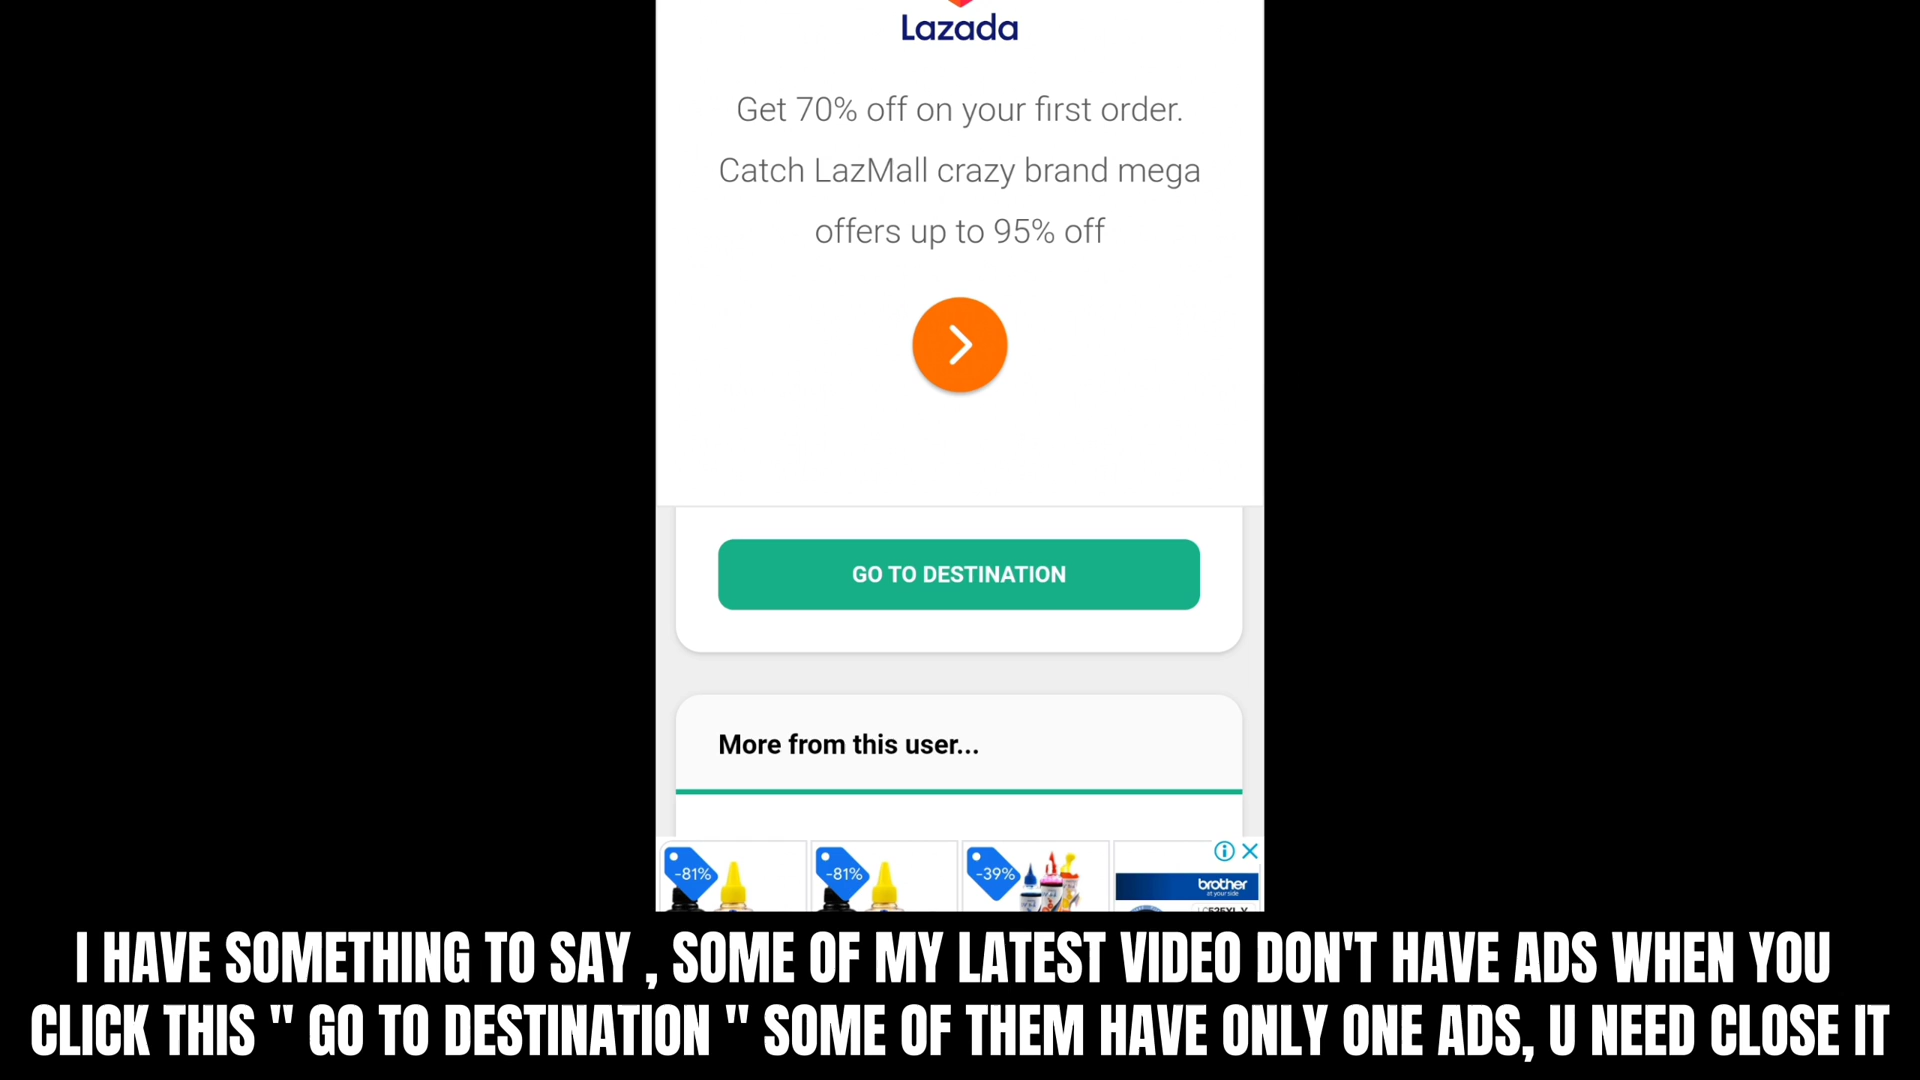 Lazada
Get 70% off on your first order.
Catch LazMall crazy brand mega
offers up to 95% off
GO TO DESTINATION
More from this user...
-81%
-81%
-39%
brother
at your side
I HAVE SOMETHING TO SAY , SOME OF MY LATEST VIDEO DON'T HAVE ADS WHEN YOU
CLICK THIS " GO TO DESTINATION " SOME OF THEM HAVE ONLY ONE ADS, U NEED CLOSE IT